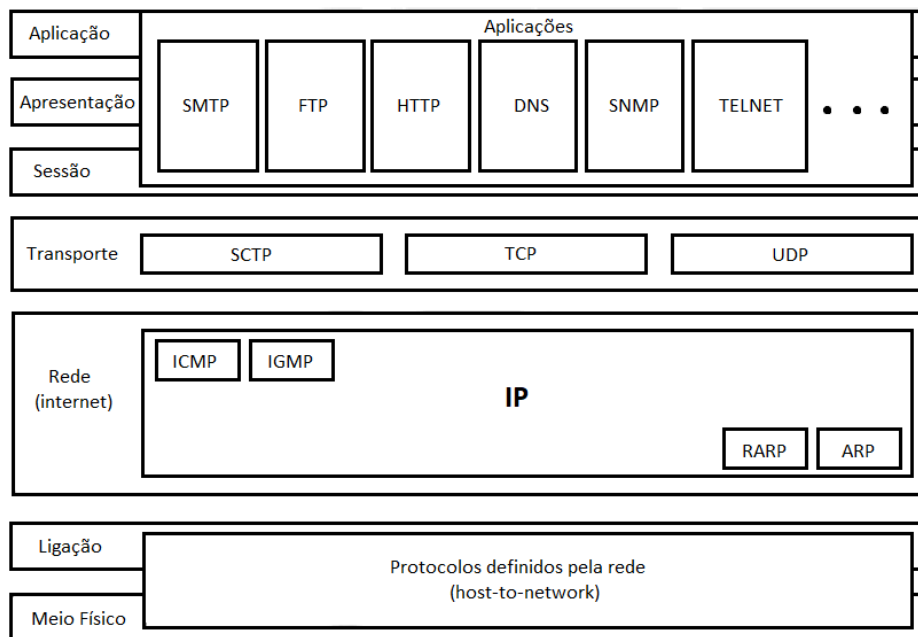 Aplicação
Aplicações
Apresentação
SMTP
FTP
HTTP
DNS
SNMP
TELNET
Sessão
Transporte
SCTP
TCP
UDP
Rede
(internet)
ICMP
IGMP
IP
RARP
ARP
Ligação
Protocolos definidos pela rede
(host-to-network)
Meio Físico